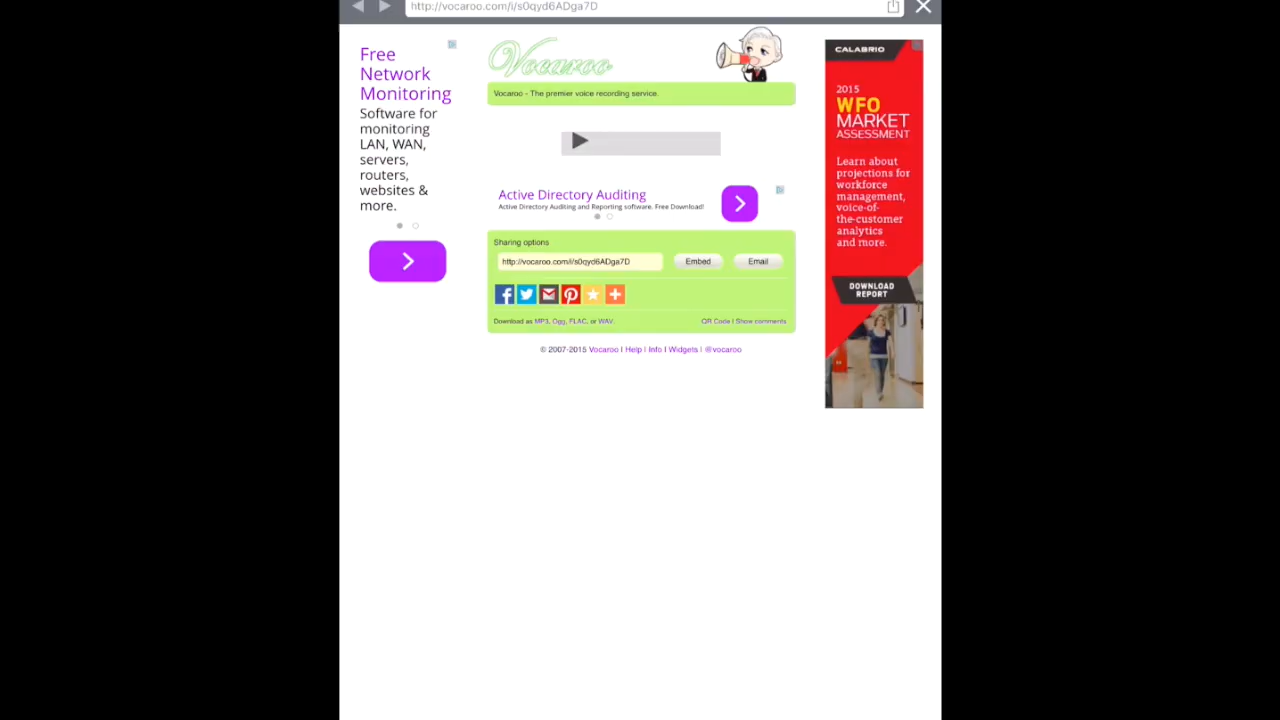 http://vocaroo.com/i/s0qyd6ADga7D
Free
Network
Monitoring
Software for
monitoring
LAN, WAN,
servers,
routers,
websites &
more.
Vocaroo
Vocaroo - The premier voice recording service.
Active Directory Auditing
Active Directory Auditing and Reporting software. Free Download!
Sharing options
http://vocaroo.com/i/s0qyd6ADga7D
Embed
Email
Download as MP3, Ogg, FLAC, or WAV.
QR Code | Show comments
© 2007-2015 Vocaroo | Help | Info | Widgets | @vocaroo
CALABRIO
2015
WFO
MARKET
ASSESSMENT
Learn about
projections for
workforce
management,
voice-of-
the-customer
analytics
and more.
DOWNLOAD
REPORT